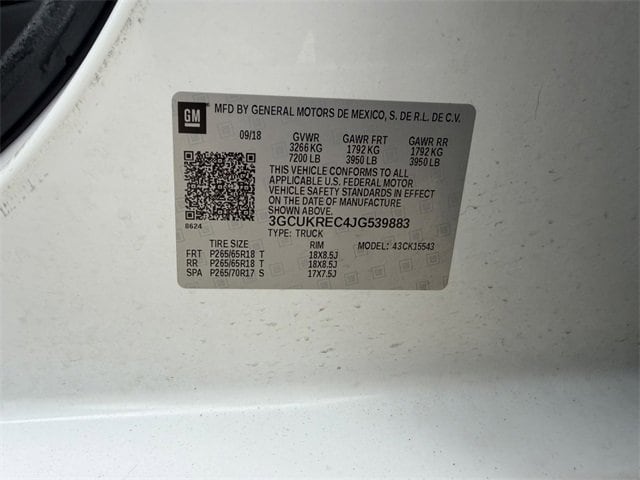 GM
MFD BY GENERAL MOTORS DE MEXICO, S. DE R.L. DE C.V.
09/18 GVWR GAWR FRT GAWR RR
3266 KG 1792 KG 1792 KG
7200 LB 3950 LB 3950 LB
THIS VEHICLE CONFORMS TO ALL
APPLICABLE U.S. FEDERAL MOTOR
VEHICLE SAFETY STANDARDS IN EFFECT
ON THE DATE OF MANUFACTURE
SHOWN ABOVE.
8624
3GCUKREC4JG539883
TYPE: TRUCK
TIRE SIZE RIM MODEL: 43CK15543
FRT P265/65R18 T 18X8.5J
RR P265/65R18 T 18X8.5J
SPA P265/70R17 S 17X7.5J